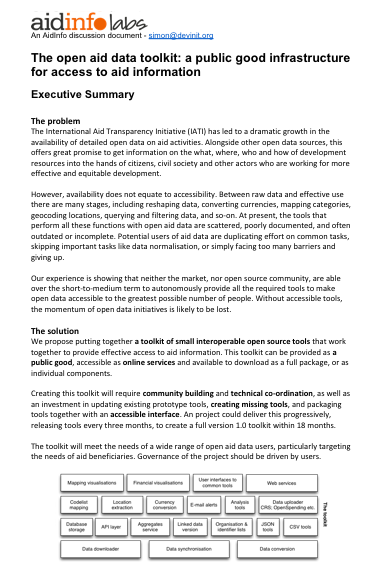 aidinfo labs
An AidInfo discussion document - simon@devinit.org
The open aid data toolkit: a public good infrastructure
for access to aid information
Executive Summary
The problem
The International Aid Transparency Initiative (IATI) has led to a dramatic growth in the
availability of detailed open data on aid activities. Alongside other open data sources, this
offers great promise to get information on the what, where, who and how of development
resources into the hands of citizens, civil society and other actors who are working for more
effective and equitable development.
However, availability does not equate to accessibility. Between raw data and effective use
there are many stages, including reshaping data, converting currencies, mapping categories,
geocoding locations, querying and filtering data, and so-on. At present, the tools that
perform all these functions with open aid data are scattered, poorly documented, and often
outdated or incomplete. Potential users of aid data are duplicating effort on common tasks,
skipping important tasks like data normalisation, or simply facing too many barriers and
giving up.
Our experience is showing that neither the market, nor open source community, are able
over the short-to-medium term to autonomously provide all the required tools to make
open data accessible to the greatest possible number of people. Without accessible tools,
the momentum of open data initiatives is likely to be lost.
The solution
We propose putting together a toolkit of small interoperable open source tools that work
together to provide effective access to aid information. This toolkit can be provided as a
public good, accessible as online services and available to download as a full package, or as
individual components.
Creating this toolkit will require community building and technical co-ordination, as well as
an investment in updating existing prototype tools, creating missing tools, and packaging
tools together with an accessible interface. An project could deliver this progressively,
releasing tools every three months, to create a full version 1.0 toolkit within 18 months.
The toolkit will meet the needs of a wide range of open aid data users, particularly targeting
the needs of aid beneficiaries. Governance of the project should be driven by users.
Mapping visualisations
Financial visualisations
User interfaces to
common tools
Web services
Codelist
mapping
Location
extraction
Currency
conversion
E-mail alerts
Analysis
tools
Data uploader
CRS; OpenSpending etc.
Database
storage
API layer
Aggregates
service
Linked data
version
Organisation &
identifier lists
JSON
tools
CSV tools
Data downloader
Data synchronisation
Data conversion
The toolkit